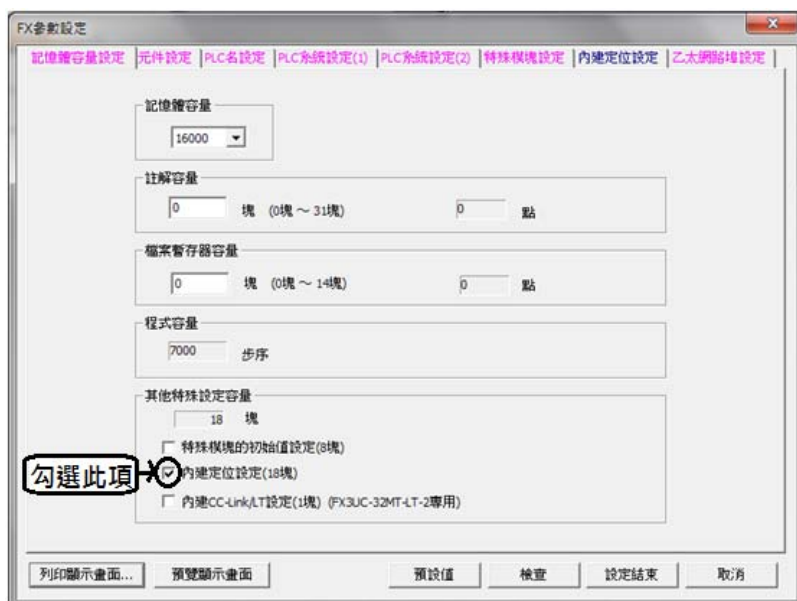 FX參數設定
記憶體容量設定 元件設定 PLC名設定 PLC系統設定(1) PLC系統設定(2) 特殊模塊設定 內建定位設定 乙太網路埠設定
記憶體容量
16000
註解容量
0 塊 (0塊 ～ 31塊) 0 點
檔案暫存器容量
0 塊 (0塊 ～ 14塊) 0 點
程式容量
7000 步序
其他特殊設定容量
18 塊
特殊模塊的初始值設定(8塊)
勾選此項 內建定位設定(18塊)
內建CC-Link/LT設定(1塊) (FX3UC-32MT-LT-2專用)
列印顯示畫面... 預覽顯示畫面 預設值 檢查 設定結束 取消